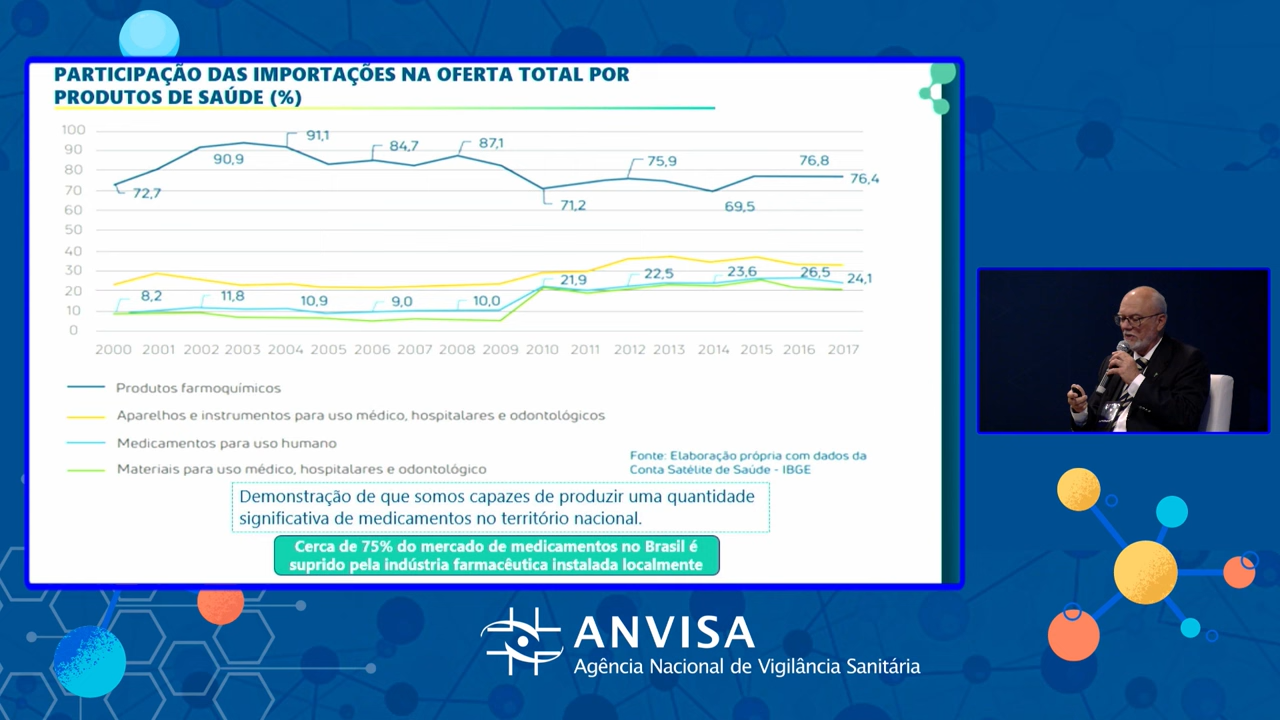 PARTICIPAÇÃO DAS IMPORTAÇÕES NA OFERTA TOTAL POR
PRODUTOS DE SAÚDE (%)
100
90
80
70
60
50
40
30
20
10
0
72,7
90,9
91,1
84,7
87,1
71,2
75,9
69,5
76,8
76,4
8,2
11,8
10,9
9,0
10,0
21,9
22,5
23,6
26,5
24,1
2000 2001 2002 2003 2004 2005 2006 2007 2008 2009 2010 2011 2012 2013 2014 2015 2016 2017
Produtos farmoquímicos
Aparelhos e instrumentos para uso médico, hospitalares e odontológicos
Medicamentos para uso humano
Materiais para uso médico, hospitalares e odontológico
Fonte: Elaboração própria com dados da
Conta Satélite de Saúde - IBGE
Demonstração de que somos capazes de produzir uma quantidade
significativa de medicamentos no território nacional.
Cerca de 75% do mercado de medicamentos no Brasil é
suprido pela indústria farmacêutica instalada localmente
ANVISA
Agência Nacional de Vigilância Sanitária